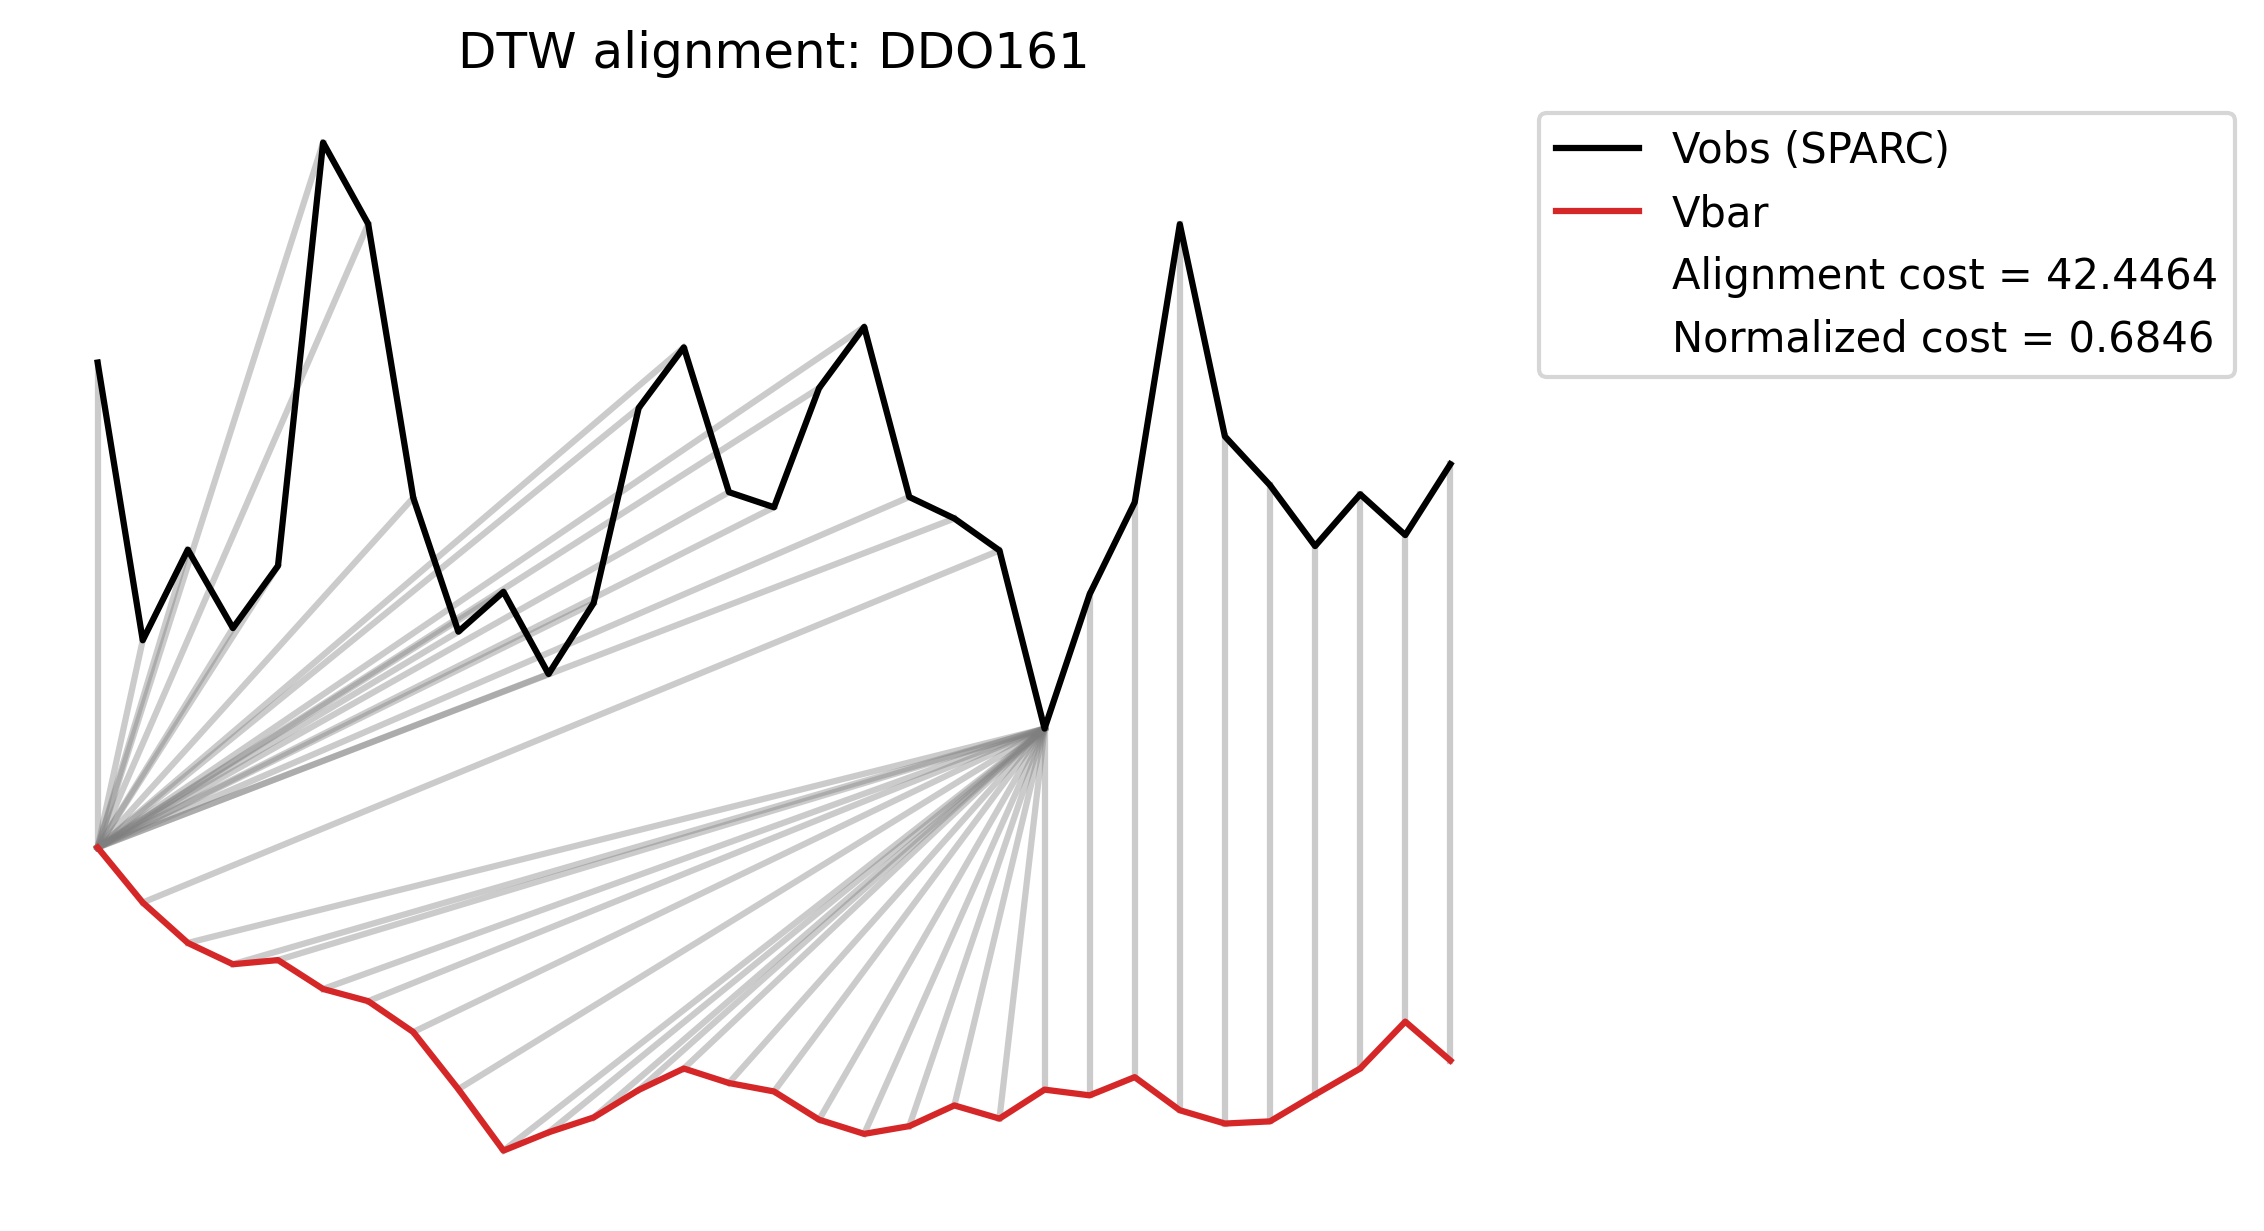 DTW alignment: DDO161
Vobs (SPARC)
Vbar
Alignment cost = 42.4464
Normalized cost = 0.6846